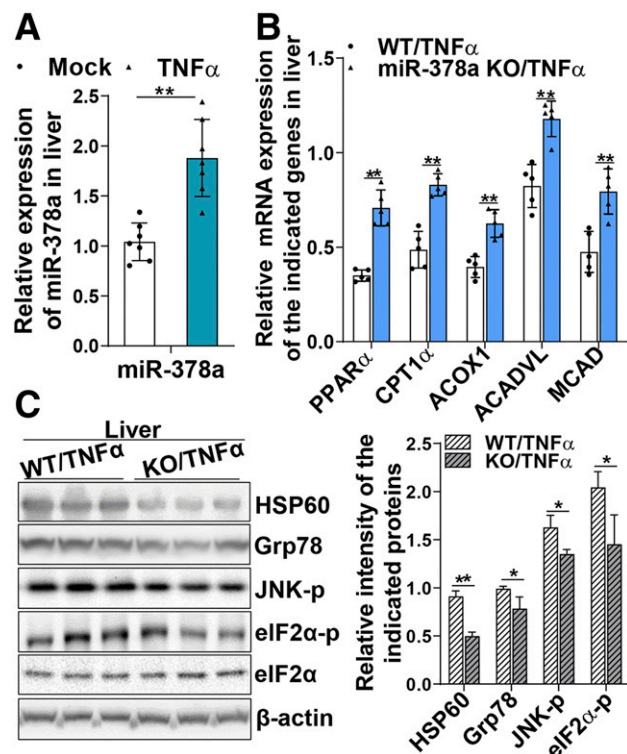 A
• Mock ▲ TNFα
Relative expression
of miR-378a in liver
2.5
2.0
1.5
1.0
0.5
0.0
**
miR-378a
B
• WT/TNFα
▲ miR-378a KO/TNFα
Relative mRNA expression
of the indicated genes in liver
1.5
1.0
0.5
0.0
**
**
**
**
**
PPARα
CPT1α
ACOX1
ACADVL
MCAD
C
Liver
WT/TNFα KO/TNFα
HSP60
Grp78
JNK-p
eIF2α-p
eIF2α
β-actin
Relative intensity of the
indicated proteins
2.5
2.0
1.5
1.0
0.5
0.0
WT/TNFα
KO/TNFα
**
*
*
*
HSP60
Grp78
JNK-p
eIF2α-p